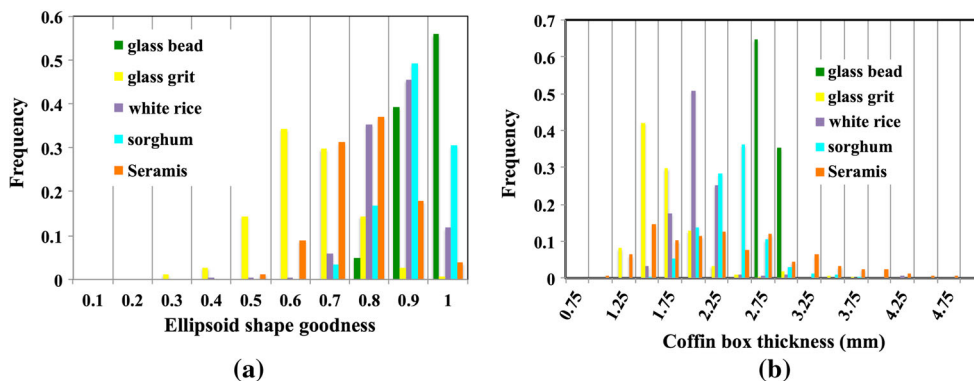 0.6
0.5
0.4
0.3
0.2
0.1
0
Frequency
glass bead
glass grit
white rice
sorghum
Seramis
0.1 0.2 0.3 0.4 0.5 0.6 0.7 0.8 0.9 1
Ellipsoid shape goodness
(a)
0.7
0.6
0.5
0.4
0.3
0.2
0.1
0
Frequency
glass bead
glass grit
white rice
sorghum
Seramis
0.75 1.25 1.75 2.25 2.75 3.25 3.75 4.25 4.75
Coffin box thickness (mm)
(b)